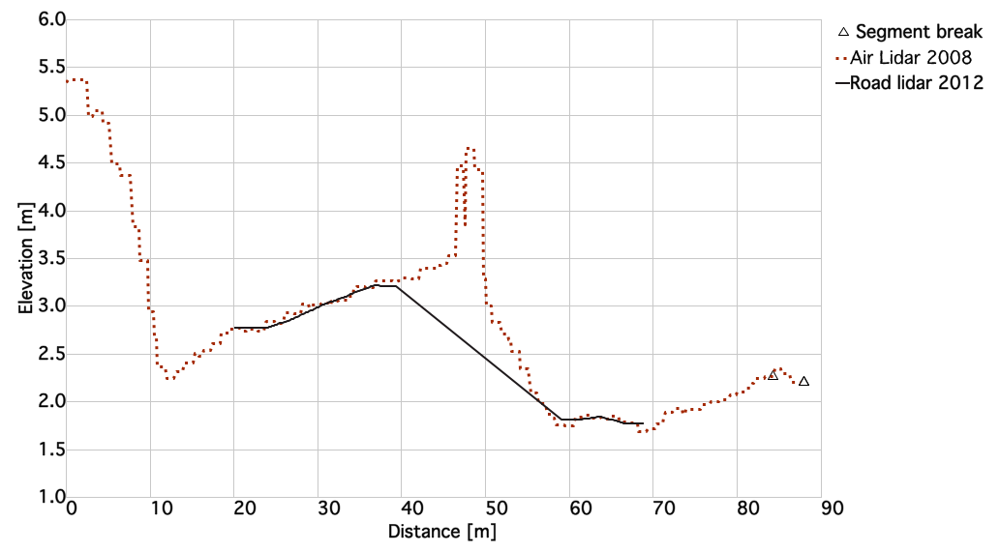 6.0
5.5
5.0
4.5
4.0
3.5
3.0
2.5
2.0
1.5
1.0
Elevation [m]
0 10 20 30 40 50 60 70 80 90
Distance [m]
Segment break
Air Lidar 2008
Road lidar 2012